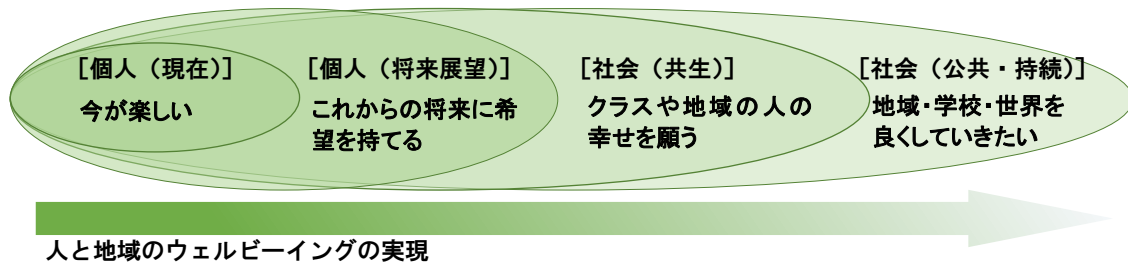 ［個人（現在）］
今が楽しい
［個人（将来展望）］
これからの将来に希
望を持てる
［社会（共生）］
クラスや地域の人の
幸せを願う
［社会（公共・持続）］
地域・学校・世界を
良くしていきたい
人と地域のウェルビーイングの実現